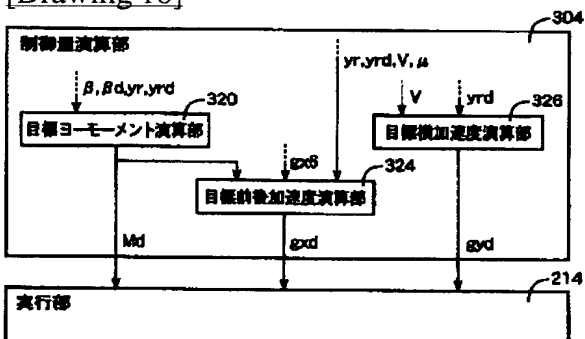 [Drawing 10]
304
制御量演算部
β,βd,yr,yrd
yr,yrd,V,μ
320
V
yrd
326
目標ヨーモーメント演算部
目標横加速度演算部
gx6
324
目標前後加速度演算部
Md
gxd
gyd
214
実行部